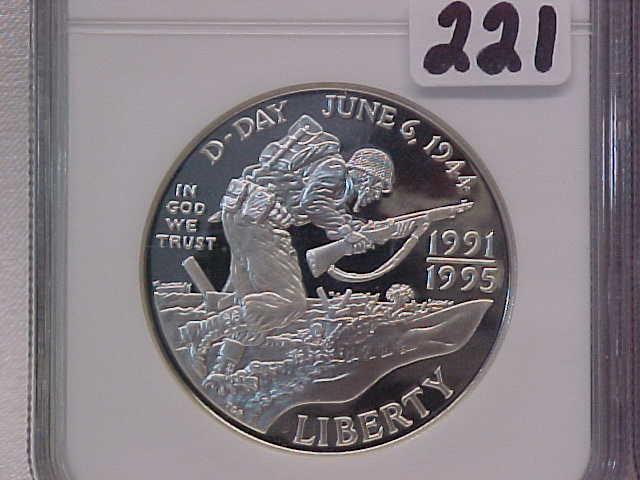 221
D-DAY JUNE 6, 1944
IN
GOD
WE
TRUST
1991
1995
LIBERTY